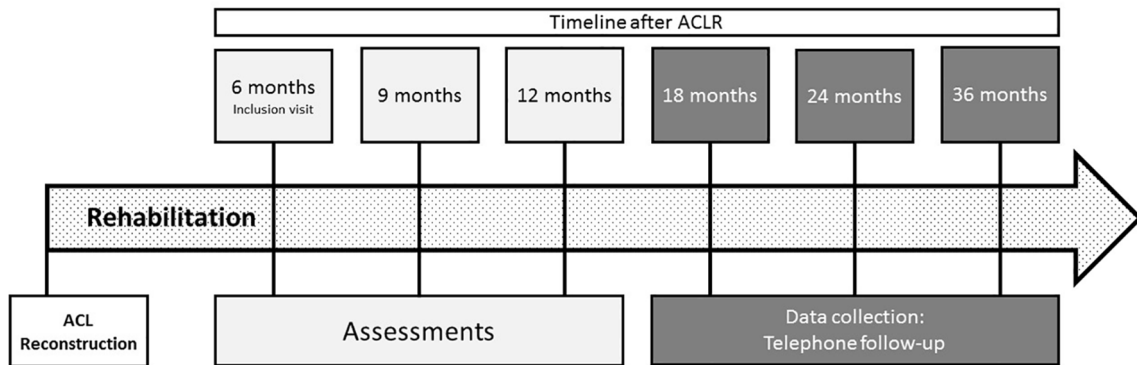 Timeline after ACLR
6 months
Inclusion visit
9 months
12 months
18 months
24 months
36 months
Rehabilitation
ACL
Reconstruction
Assessments
Data collection:
Telephone follow-up